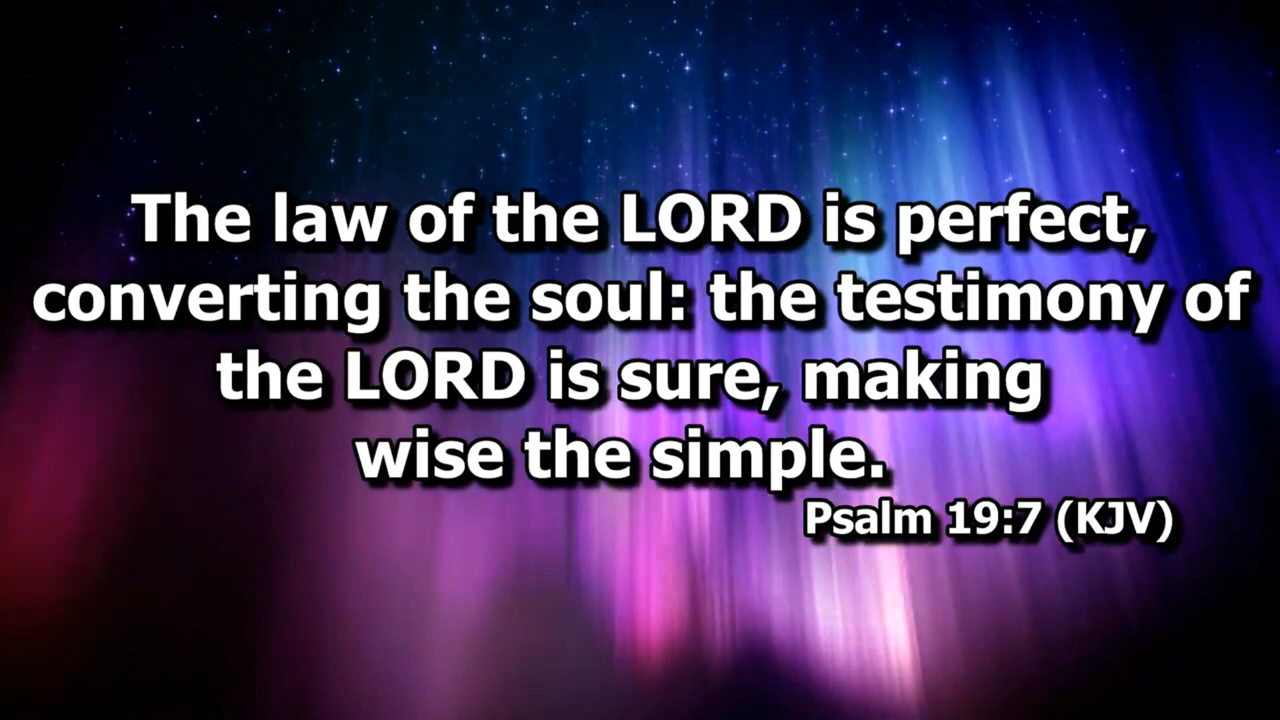 The law of the LORD is perfect,
converting the soul: the testimony of
the LORD is sure, making
wise the simple.
Psalm 19:7 (KJV)